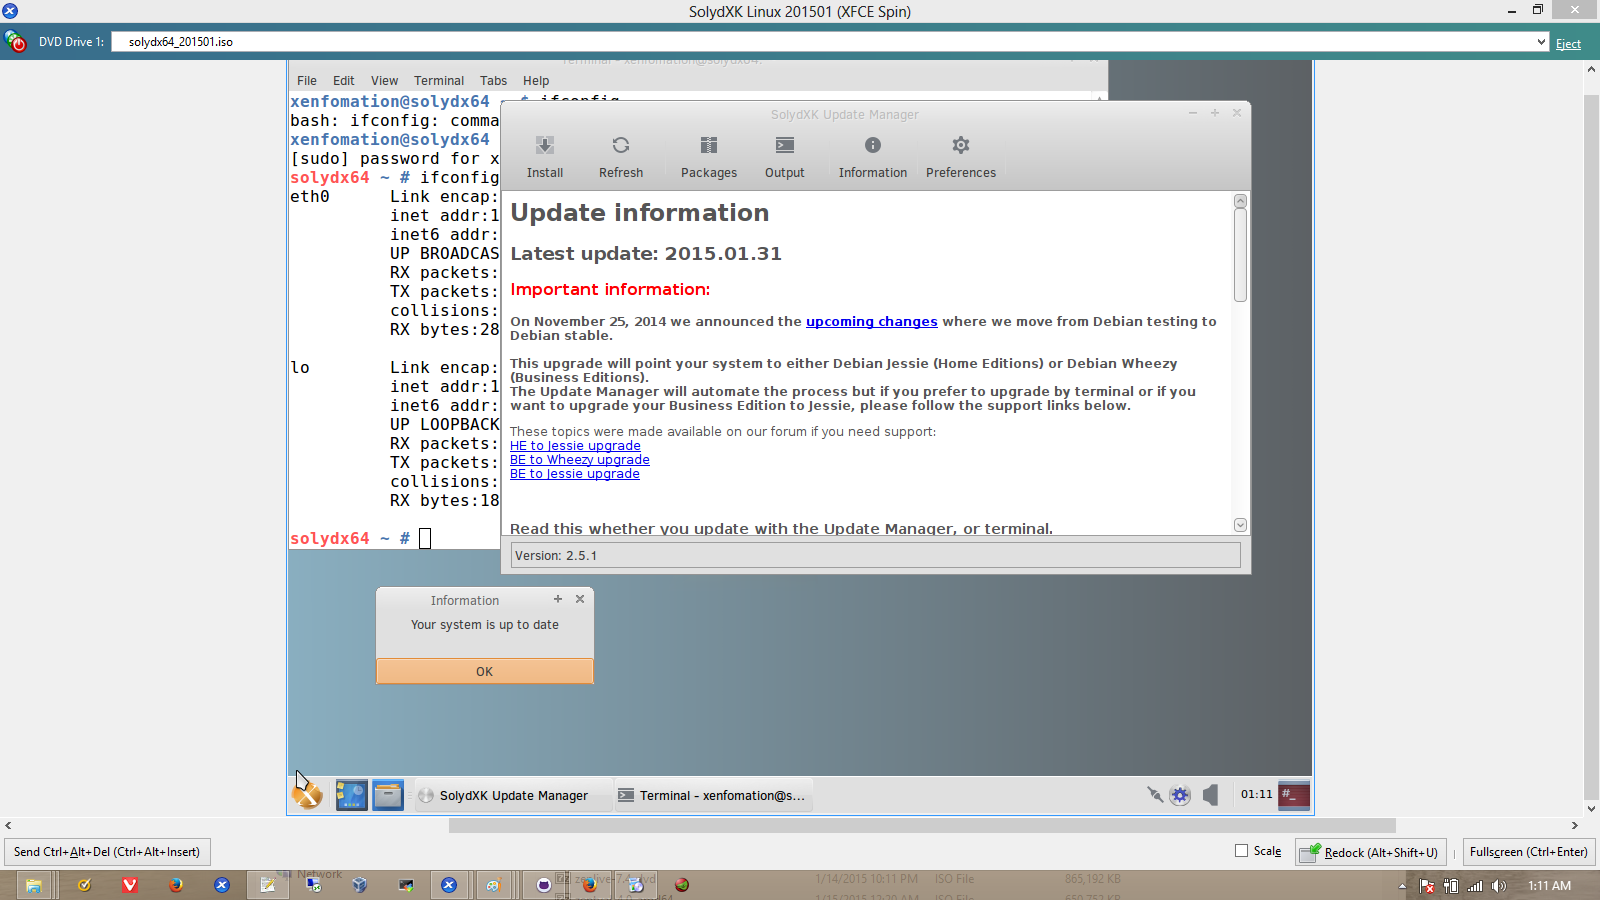 SolydXK Linux 201501 (XFCE Spin)
DVD Drive 1: solydx64_201501.iso Eject
Terminal - xenfomation@solydx64:
File Edit View Terminal Tabs Help
xenfomation@solydx64 ~ $ ifconfig
bash: ifconfig: comma
xenfomation@solydx64
[sudo] password for x
solydx64 ~ # ifconfig
eth0 Link encap:
inet addr:1
inet6 addr:
UP BROADCAS
RX packets:
TX packets:
collisions:
RX bytes:28
lo Link encap:
inet addr:1
inet6 addr:
UP LOOPBACK
RX packets:
TX packets:
collisions:
RX bytes:18
solydx64 ~ #
SolydXK Update Manager
Install Refresh Packages Output Information Preferences
Update information
Latest update: 2015.01.31
Important information:
On November 25, 2014 we announced the upcoming changes where we move from Debian testing to
Debian stable.
This upgrade will point your system to either Debian Jessie (Home Editions) or Debian Wheezy
(Business Editions).
The Update Manager will automate the process but if you prefer to upgrade by terminal or if you
want to upgrade your Business Edition to Jessie, please follow the support links below.
These topics were made available on our forum if you need support:
HE to Jessie upgrade
BE to Wheezy upgrade
BE to Jessie upgrade
Read this whether you update with the Update Manager, or terminal.
Version: 2.5.1
Information
Your system is up to date
OK
SolydXK Update Manager Terminal - xenfomation@s... 01:11
Send Ctrl+Alt+Del (Ctrl+Alt+Insert) Scale Redock (Alt+Shift+U) Fullscreen (Ctrl+Enter)
Network
1/14/2015 10:11 PM ISO File 865,192 KB
1:11 AM